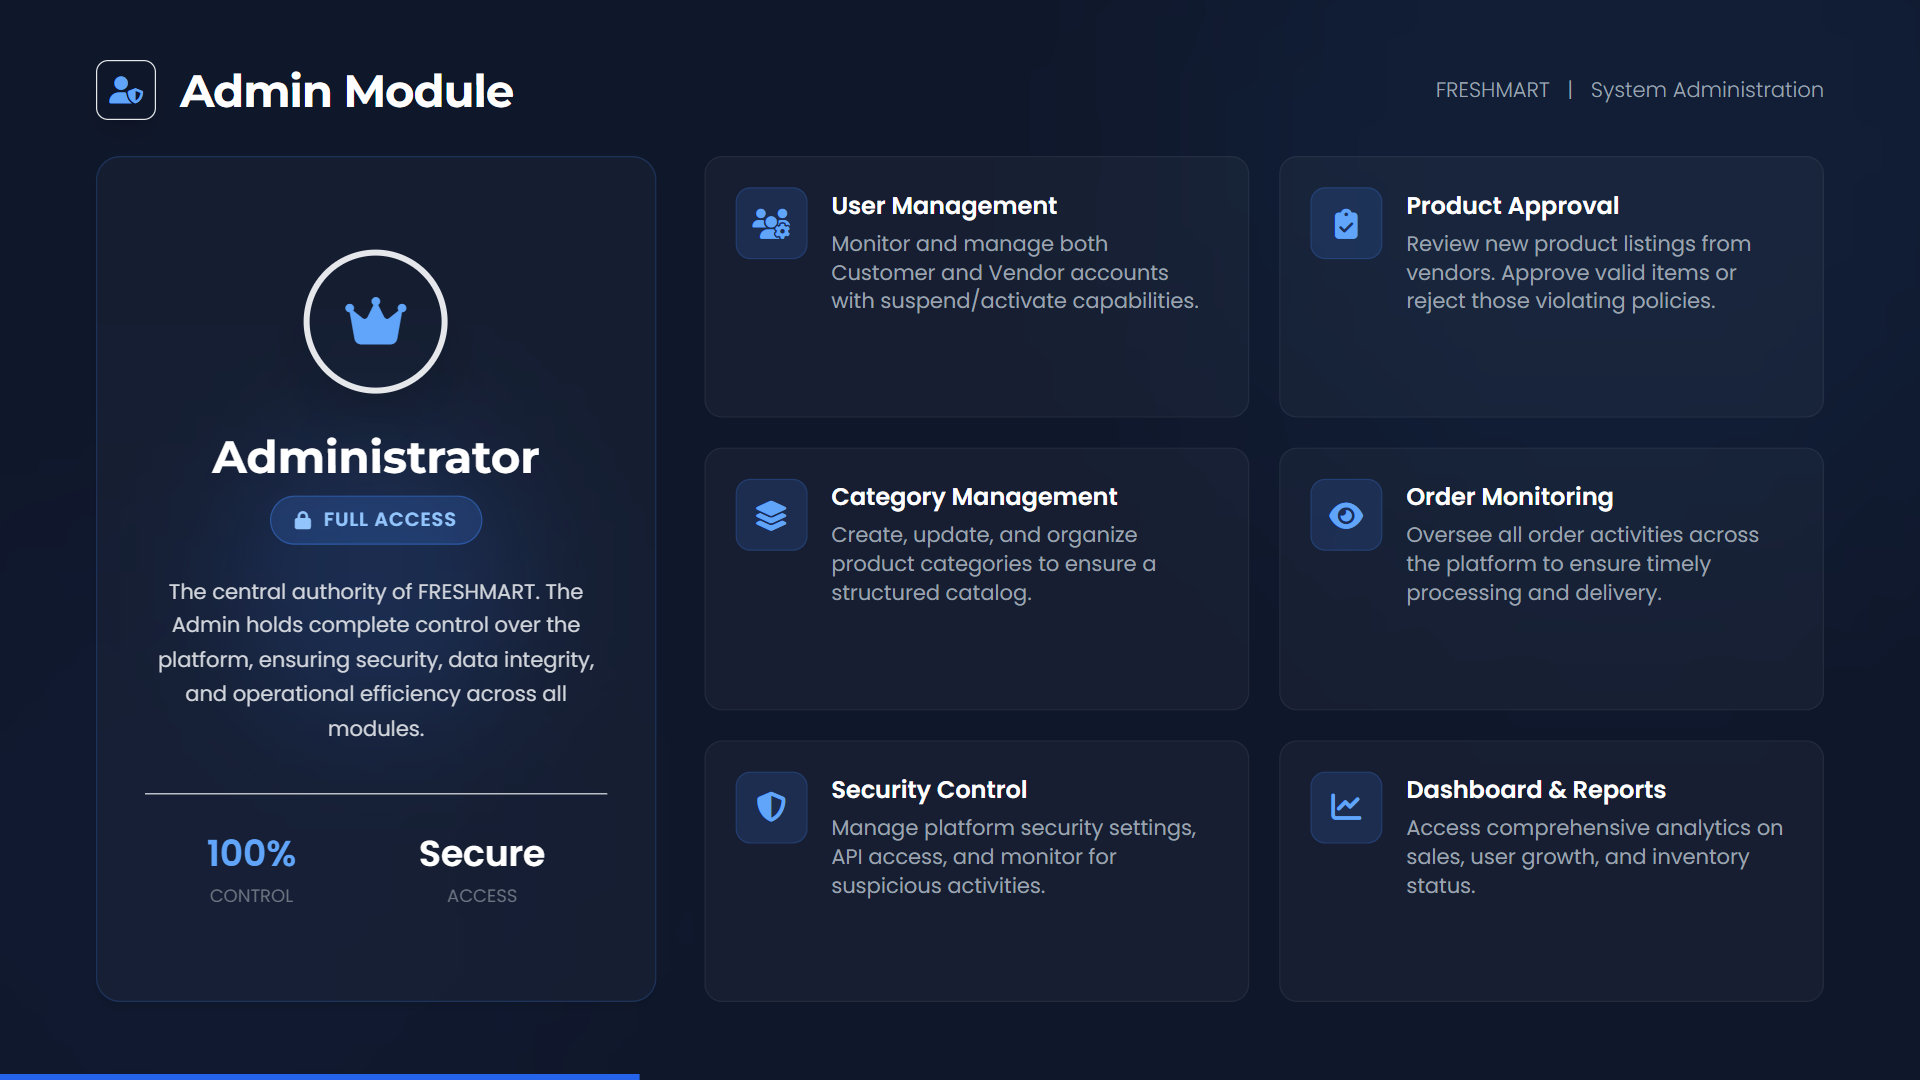 Admin Module
FRESHMART | System Administration
Administrator
FULL ACCESS
The central authority of FRESHMART. The
Admin holds complete control over the
platform, ensuring security, data integrity,
and operational efficiency across all
modules.
100%
CONTROL
Secure
ACCESS
User Management
Monitor and manage both
Customer and Vendor accounts
with suspend/activate capabilities.
Product Approval
Review new product listings from
vendors. Approve valid items or
reject those violating policies.
Category Management
Create, update, and organize
product categories to ensure a
structured catalog.
Order Monitoring
Oversee all order activities across
the platform to ensure timely
processing and delivery.
Security Control
Manage platform security settings,
API access, and monitor for
suspicious activities.
Dashboard & Reports
Access comprehensive analytics on
sales, user growth, and inventory
status.